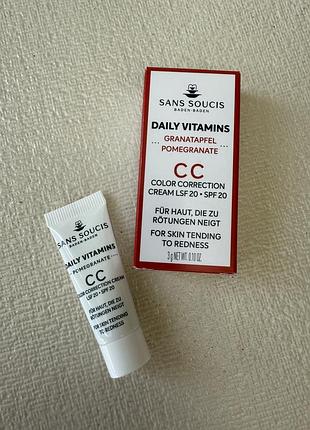 SANS SOUCIS
BADEN-BADEN
DAILY VITAMINS
GRANATAPFEL
POMEGRANATE
CC
COLOR CORRECTION
CREAM LSF 20 • SPF 20
FÜR HAUT, DIE ZU
RÖTUNGEN NEIGT
FOR SKIN TENDING
TO REDNESS
3 g NET WT. 0.10 OZ.
SANS SOUCIS
BADEN-BADEN
DAILY VITAMINS
POMEGRANATE
CC
COLOR CORRECTION CREAM
LSF 20 • SPF 20
FÜR HAUT, DIE ZU
RÖTUNGEN NEIGT
FOR SKIN TENDING
TO REDNESS